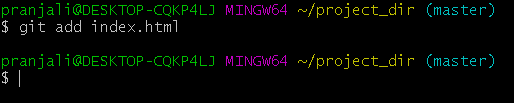 pranjali@DESKTOP-CQKP4LJ MINGW64 ~/project_dir (master)
$ git add index.html
pranjali@DESKTOP-CQKP4LJ MINGW64 ~/project_dir (master)
$